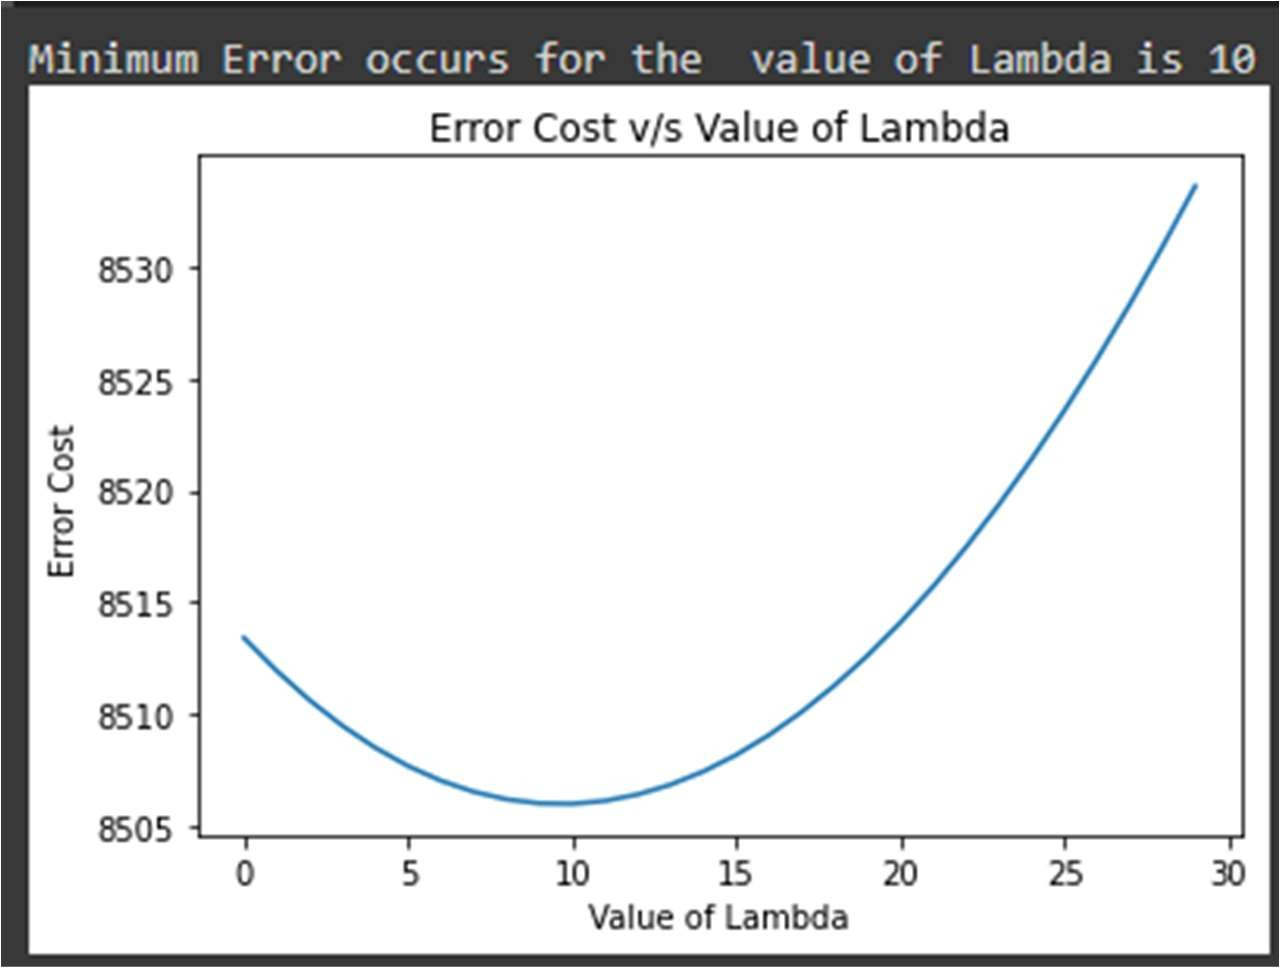 Minimum Error occurs for the  value of Lambda is 10
Error Cost v/s Value of Lambda
8530
8525
8520
8515
8510
8505
Error Cost
0 5 10 15 20 25 30
Value of Lambda